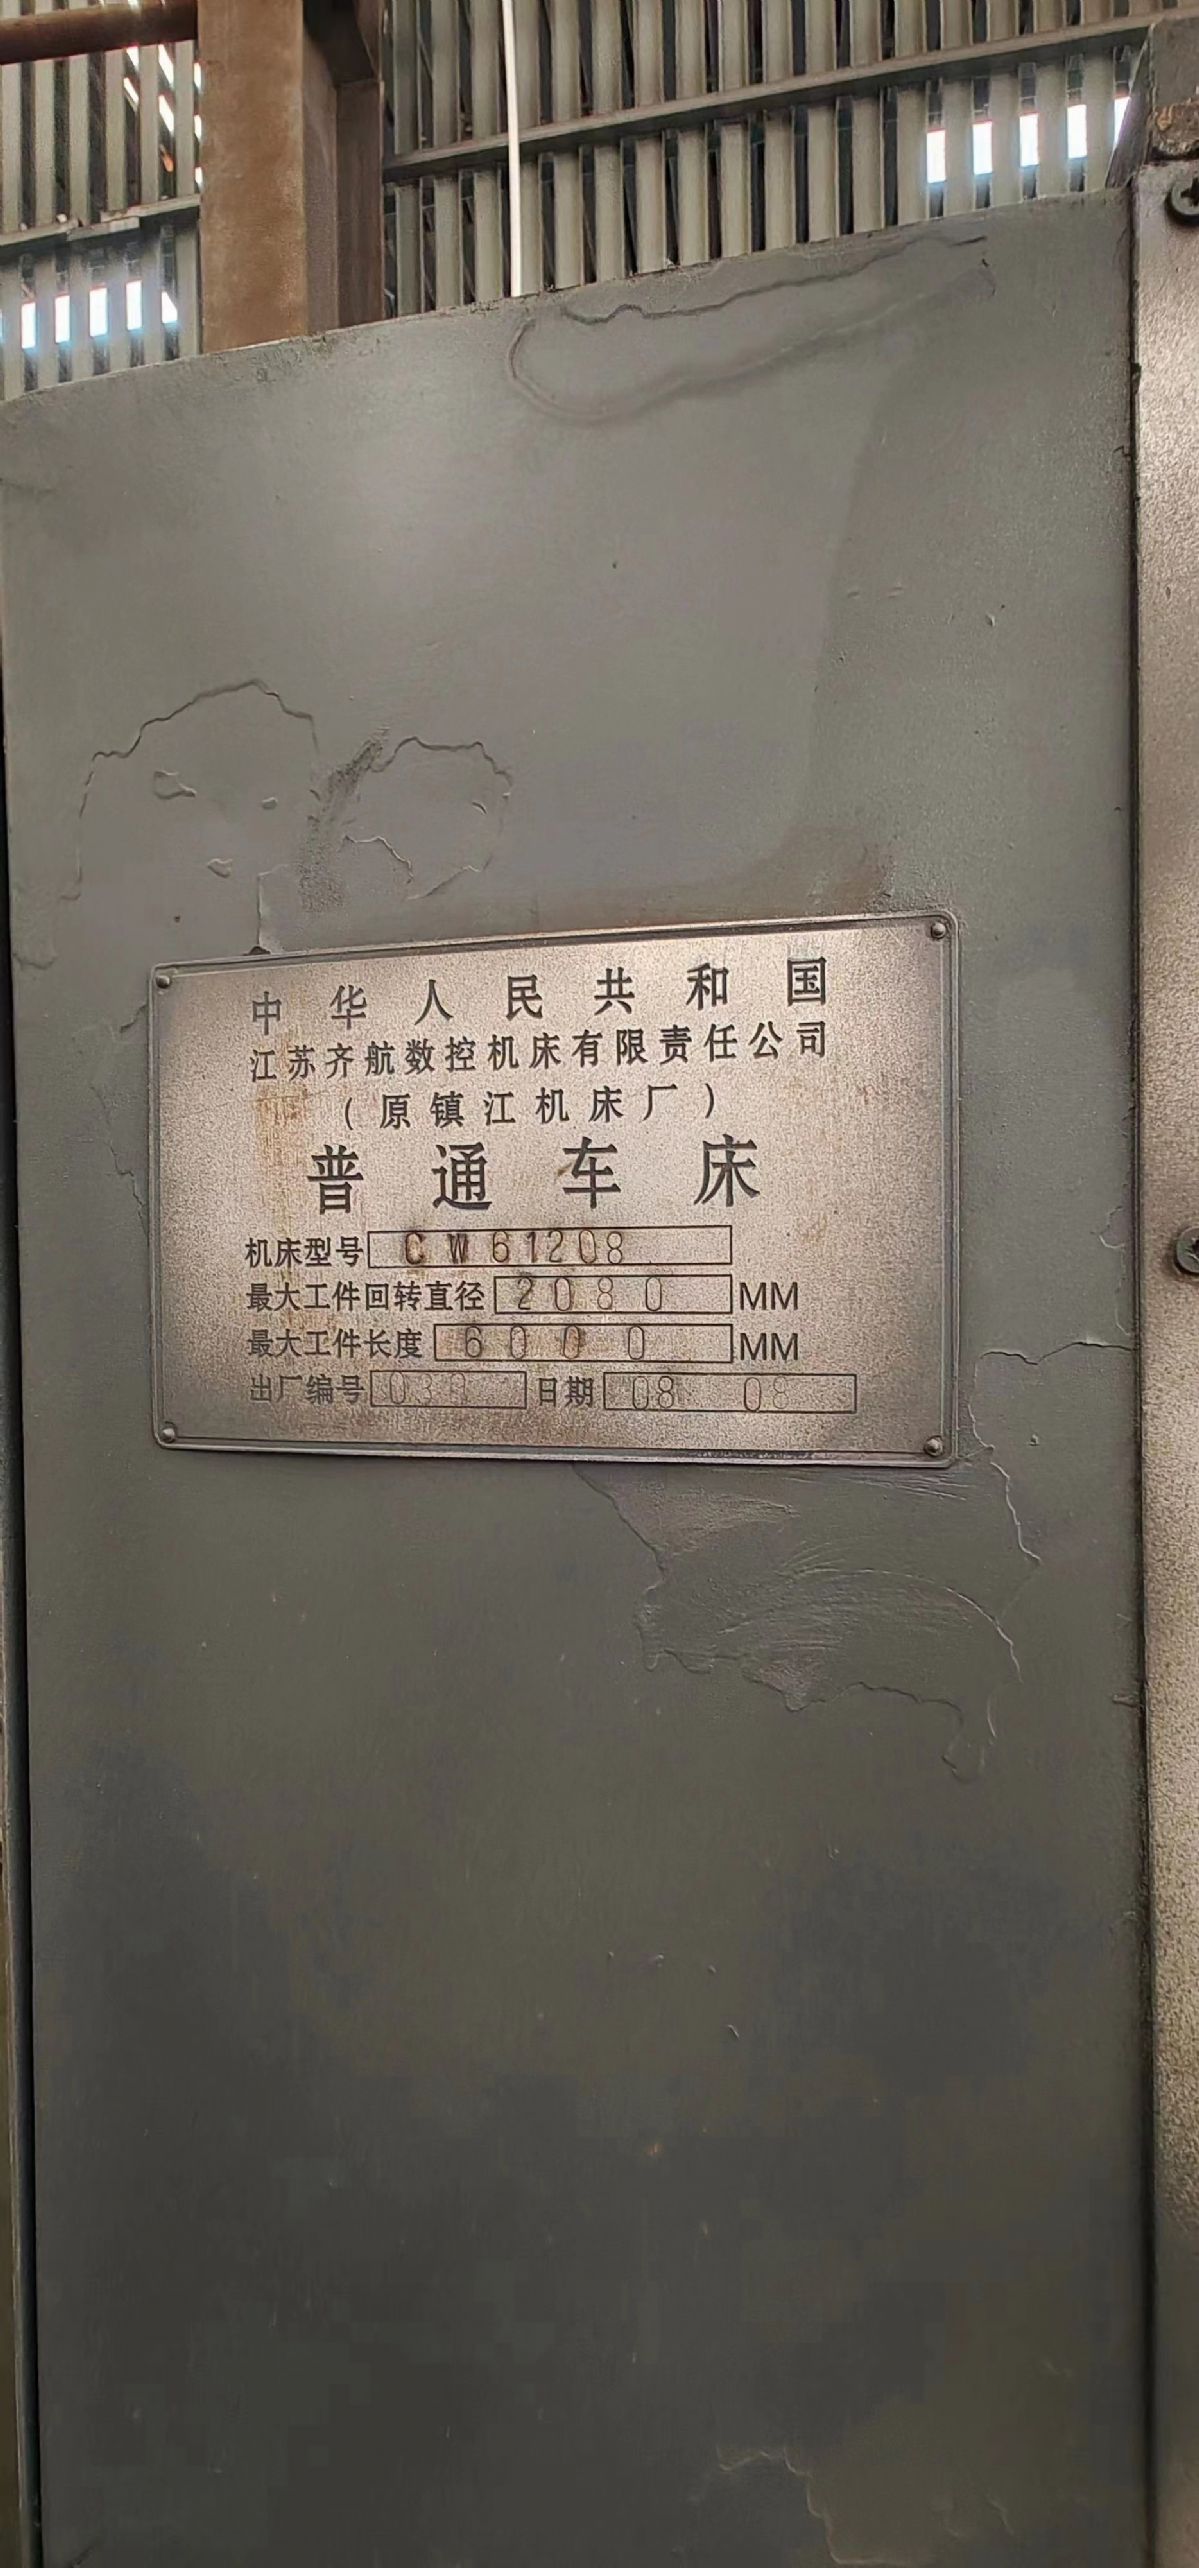 中华人民共和国
江苏齐航数控机床有限责任公司
（原镇江机床厂）
普通车床
机床型号 CW61208
最大工件回转直径 2080 MM
最大工件长度 6000 MM
出厂编号 日期 08